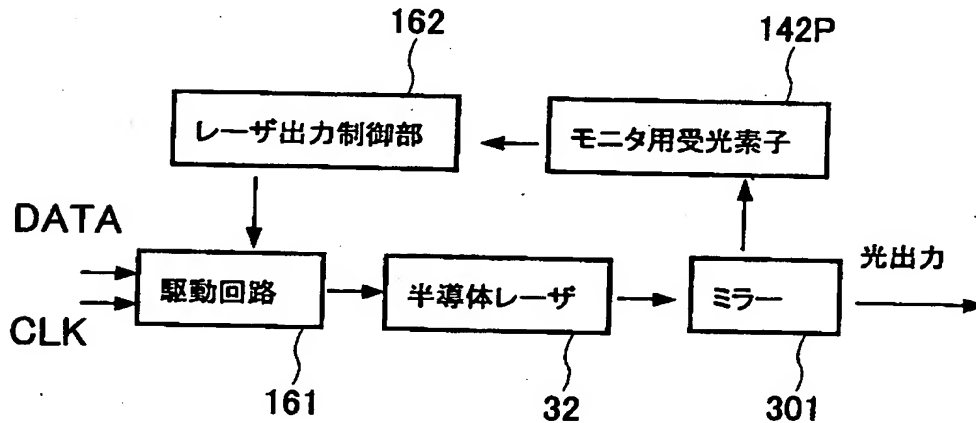 162
142P
レーザ出力制御部
モニタ用受光素子
DATA
光出力
駆動回路
半導体レーザ
ミラー
CLK
161
32
301